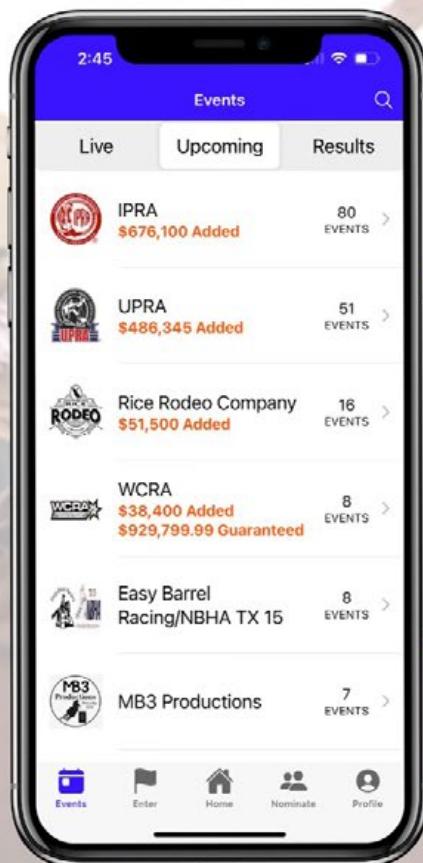 2:45
Events
Live Upcoming Results
IPRA
$676,100 Added
80
EVENTS
UPRA
$486,345 Added
51
EVENTS
UPRA
Rice Rodeo Company
$51,500 Added
16
EVENTS
RICE
RODEO
WCRA
$38,400 Added
$929,799.99 Guaranteed
8
EVENTS
WCRA
Easy Barrel
Racing/NBHA TX 15
8
EVENTS
MB3 Productions
7
EVENTS
MB3
Productions
Events Enter Home Nominate Profile